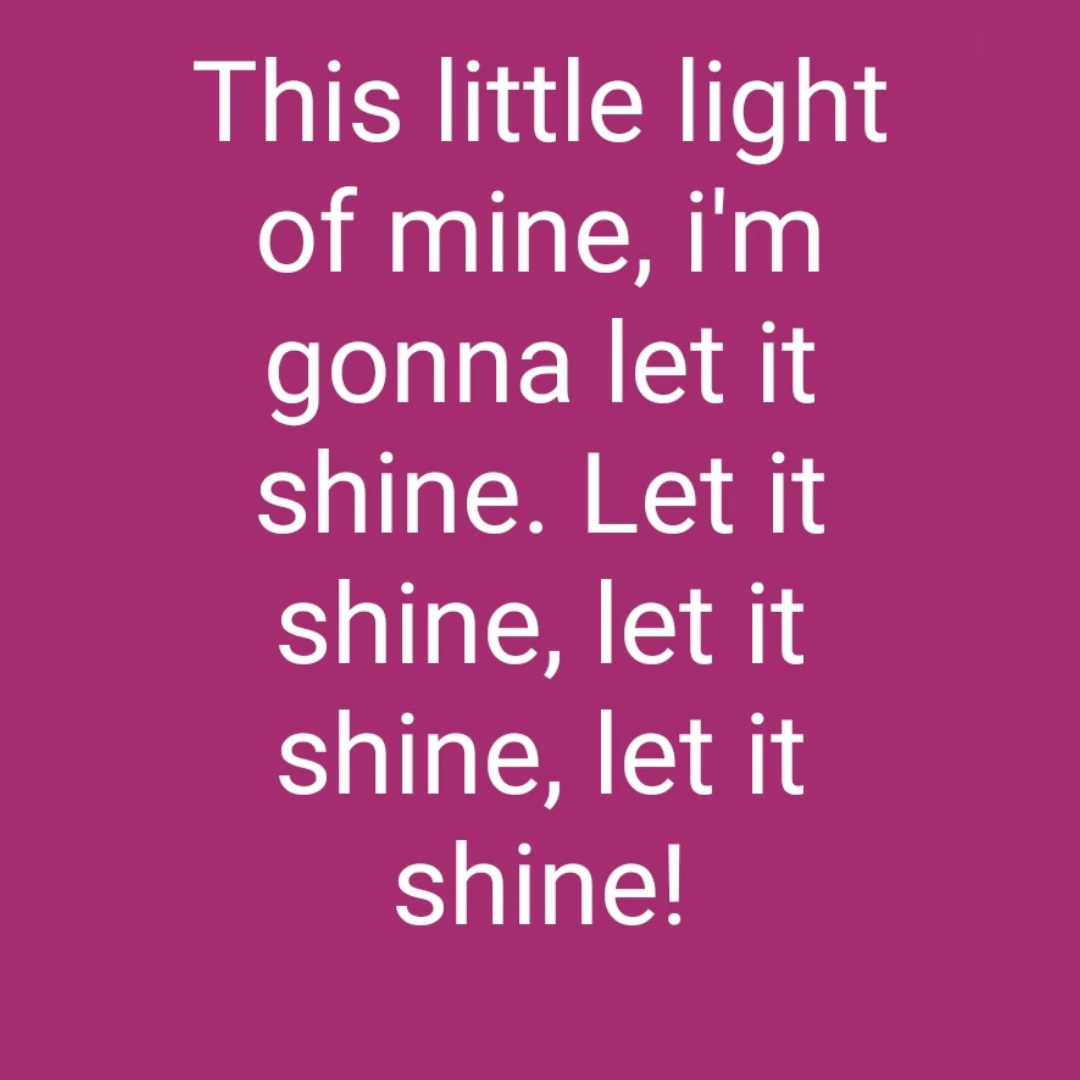 This little light
of mine, i'm
gonna let it
shine. Let it
shine, let it
shine, let it
shine!